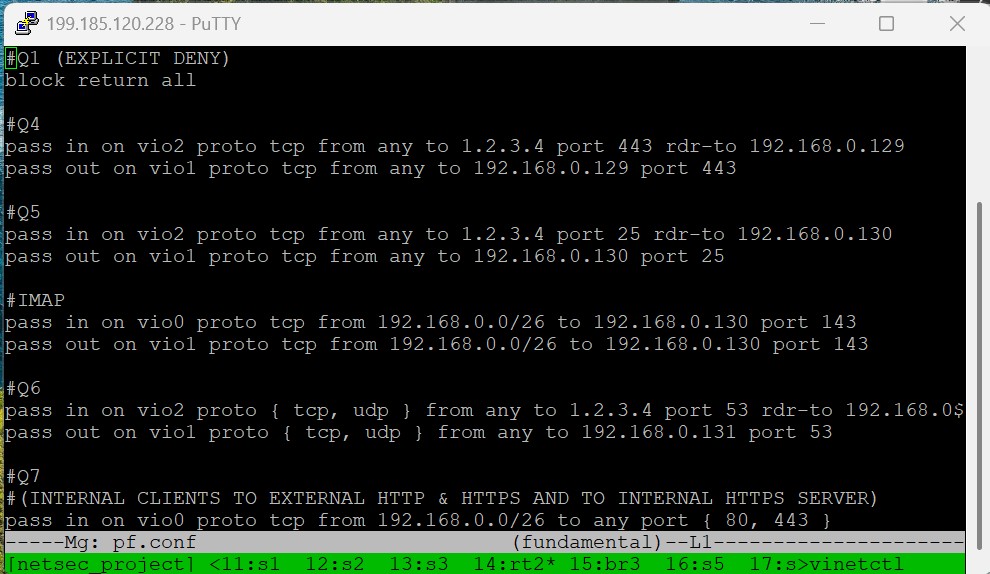 199.185.120.228 - PuTTY
#Q1 (EXPLICIT DENY)
block return all
#Q4
pass in on vio2 proto tcp from any to 1.2.3.4 port 443 rdr-to 192.168.0.129
pass out on vio1 proto tcp from any to 192.168.0.129 port 443
#Q5
pass in on vio2 proto tcp from any to 1.2.3.4 port 25 rdr-to 192.168.0.130
pass out on vio1 proto tcp from any to 192.168.0.130 port 25
#IMAP
pass in on vio0 proto tcp from 192.168.0.0/26 to 192.168.0.130 port 143
pass out on vio1 proto tcp from 192.168.0.0/26 to 192.168.0.130 port 143
#Q6
pass in on vio2 proto { tcp, udp } from any to 1.2.3.4 port 53 rdr-to 192.168.0$
pass out on vio1 proto { tcp, udp } from any to 192.168.0.131 port 53
#Q7
#(INTERNAL CLIENTS TO EXTERNAL HTTP & HTTPS AND TO INTERNAL HTTPS SERVER)
pass in on vio0 proto tcp from 192.168.0.0/26 to any port { 80, 443 }
-----Mg: pf.conf (fundamental)--L1---------------------
[netsec_project] <11:s1 12:s2 13:s3 14:rt2* 15:br3 16:s5 17:s>vinetctl